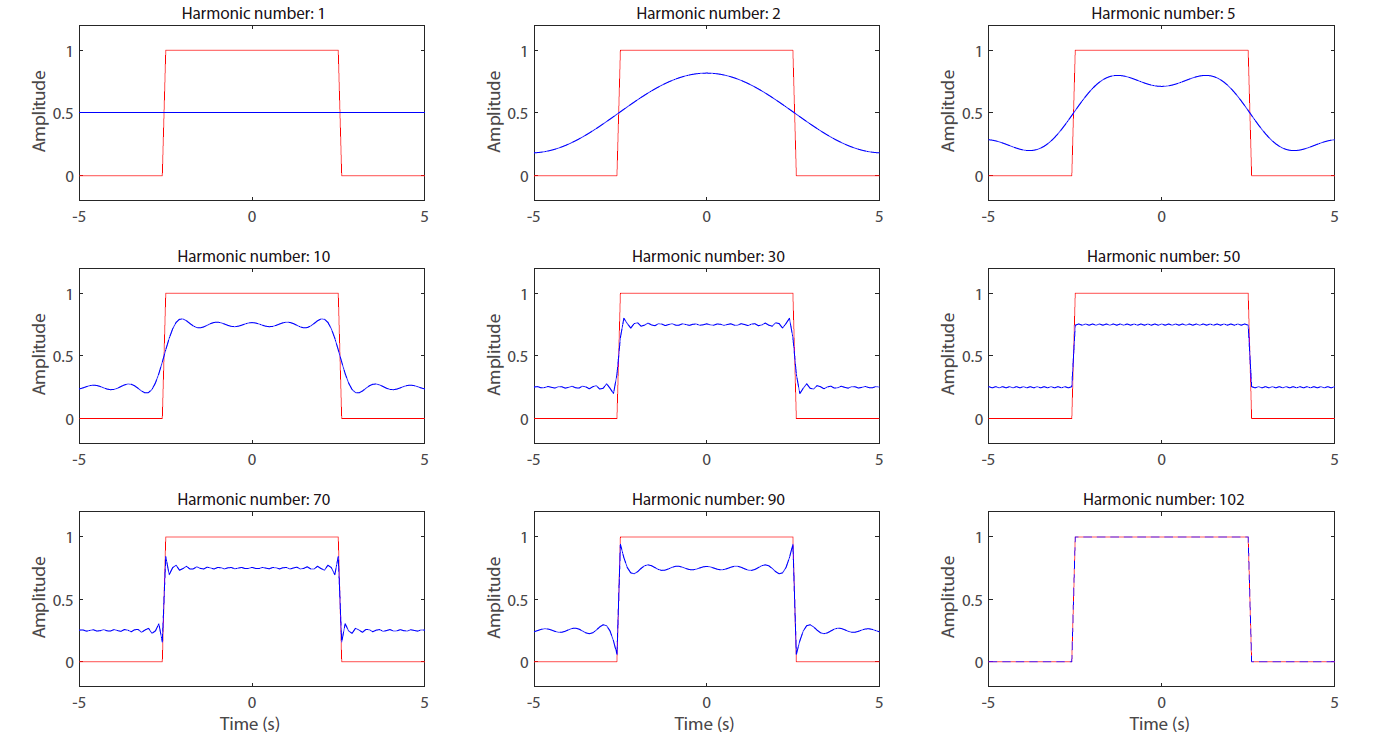 Harmonic number: 1
Amplitude
1
0.5
0
-5
0
5
Harmonic number: 2
Amplitude
1
0.5
0
-5
0
5
Harmonic number: 5
Amplitude
1
0.5
0
-5
0
5
Harmonic number: 10
Amplitude
1
0.5
0
-5
0
5
Harmonic number: 30
Amplitude
1
0.5
0
-5
0
5
Harmonic number: 50
Amplitude
1
0.5
0
-5
0
5
Harmonic number: 70
Amplitude
1
0.5
0
-5
0
5
Time (s)
Harmonic number: 90
Amplitude
1
0.5
0
-5
0
5
Time (s)
Harmonic number: 102
Amplitude
1
0.5
0
-5
0
5
Time (s)